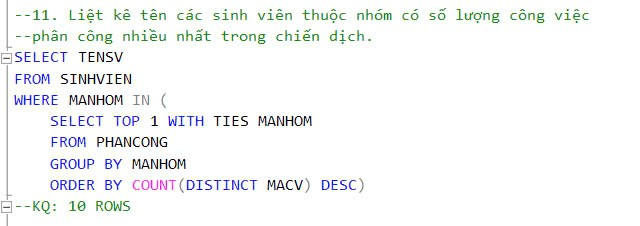 --11. Liệt kê tên các sinh viên thuộc nhóm có số lượng công việc
--phân công nhiều nhất trong chiến dịch.
SELECT TENSV
FROM SINHVIEN
WHERE MANHOM IN (
    SELECT TOP 1 WITH TIES MANHOM
    FROM PHANCONG
    GROUP BY MANHOM
    ORDER BY COUNT(DISTINCT MACV) DESC)
--KQ: 10 ROWS